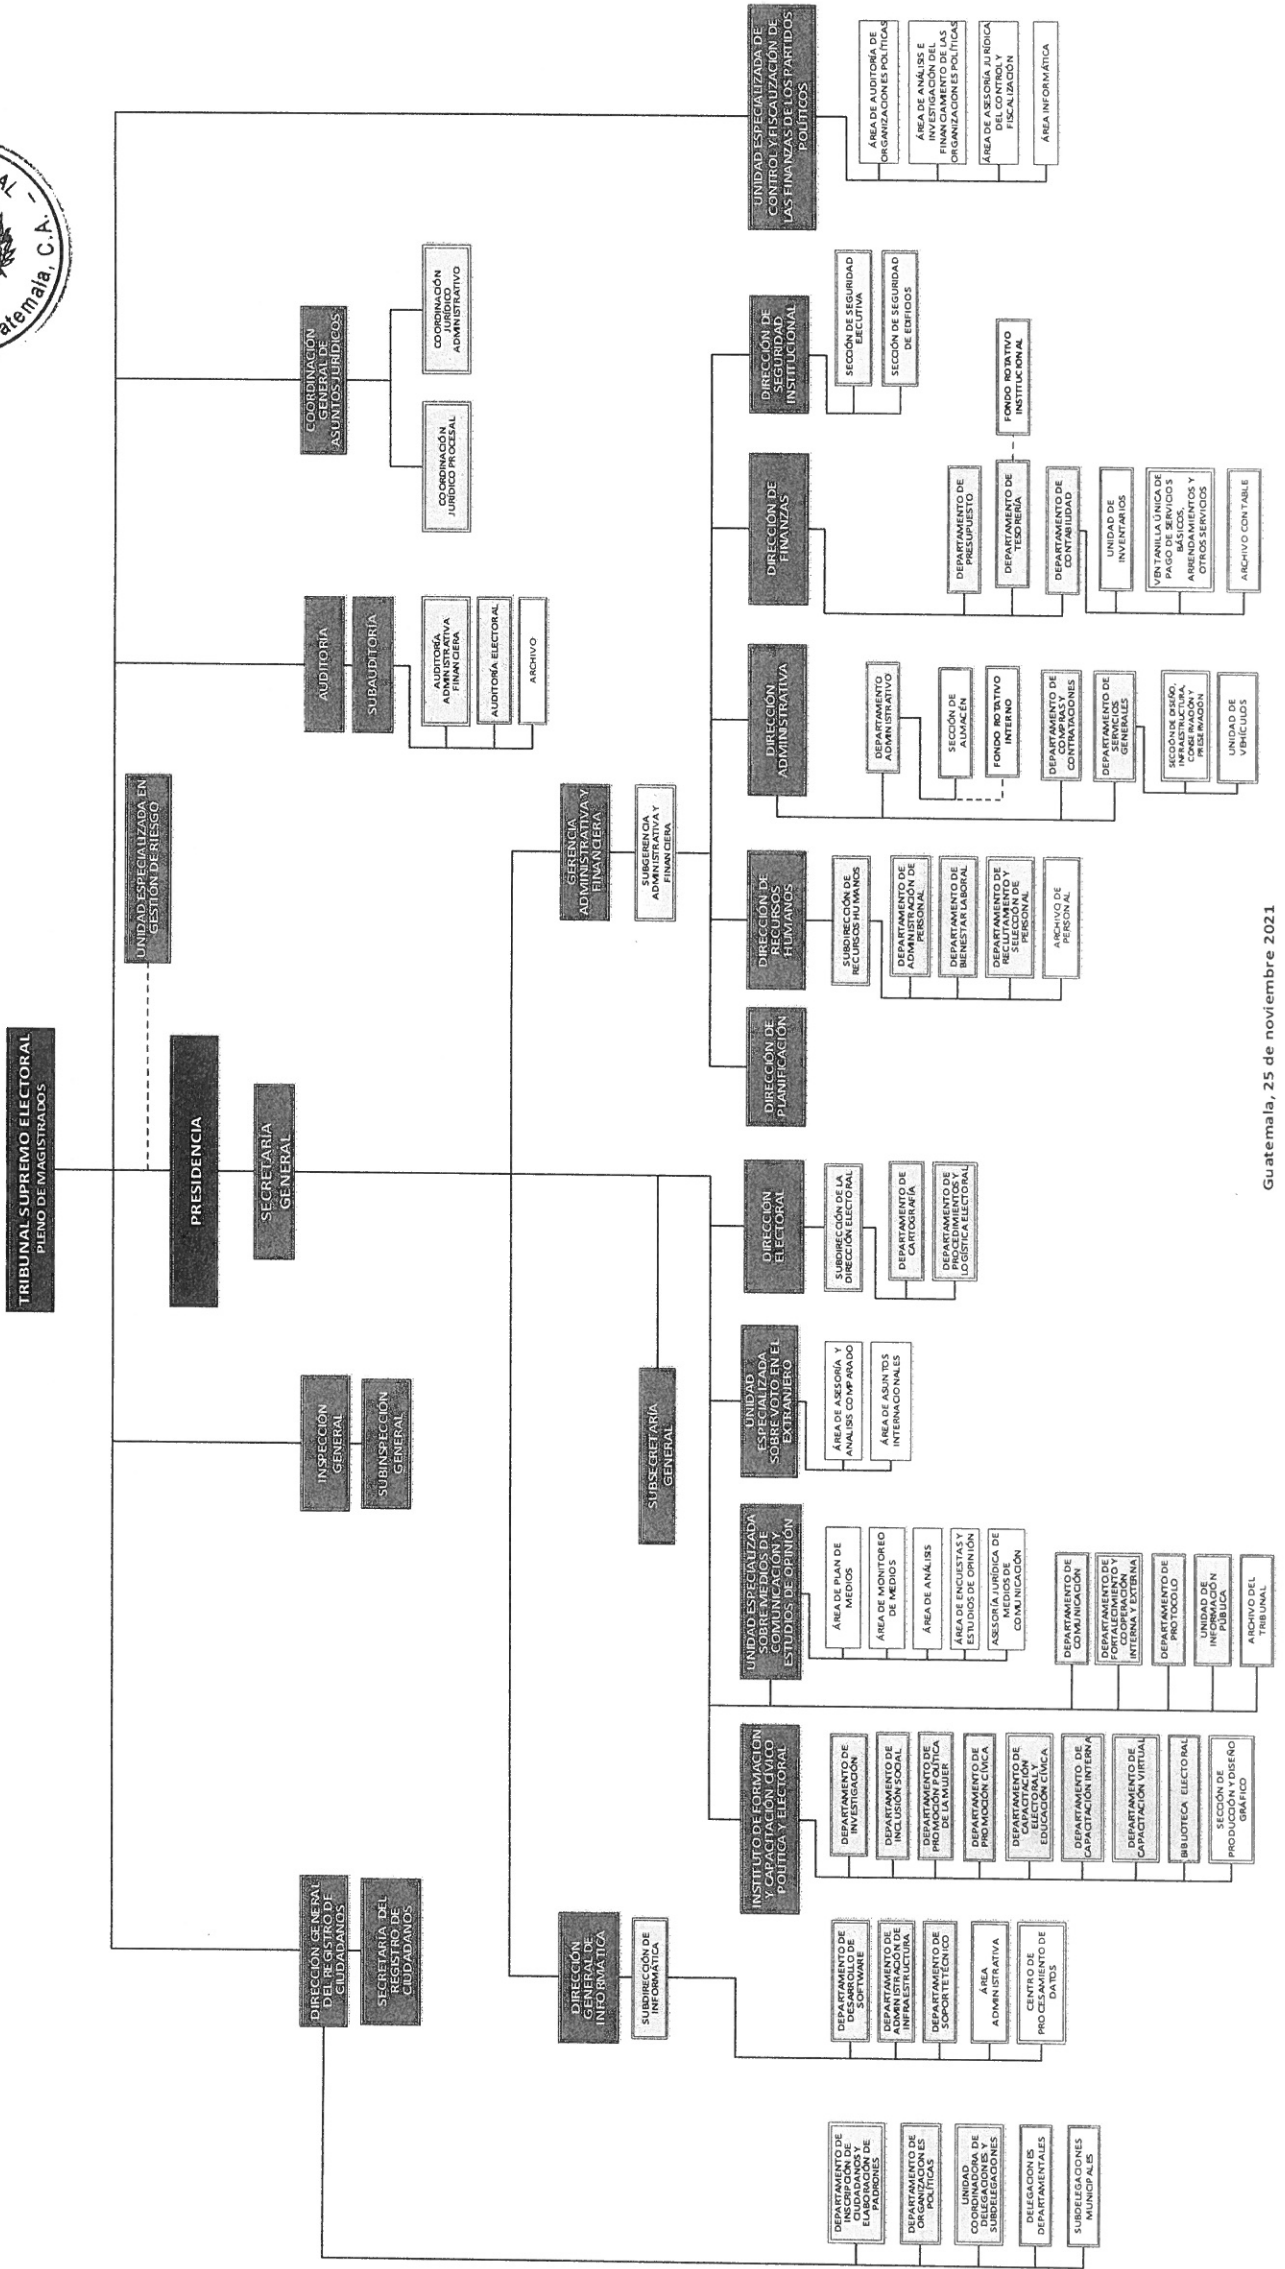 AL -
atemala, C.A.
TRIBUNAL SUPREMO ELECTORAL
PLENO DE MAGISTRADOS
UNIDAD ESPECIALIZADA EN
GESTIÓN DE RIESGO
PRESIDENCIA
SECRETARÍA
GENERAL
DIRECCIÓN GENERAL
DEL REGISTRO DE
CIUDADANOS
SECRETARÍA DEL
REGISTRO DE
CIUDADANOS
INSPECCIÓN
GENERAL
SUBINSPECCIÓN
GENERAL
AUDITORÍA
SUBAUDITORÍA
AUDITORÍA
ADMINISTRATIVA
FINANCIERA
AUDITORÍA ELECTORAL
ARCHIVO
COORDINACIÓN
GENERAL DE
ASUNTOS JURÍDICOS
COORDINACIÓN
JURÍDICO PROCESAL
COORDINACIÓN
JURÍDICO
ADMINISTRATIVO
DIRECCIÓN
GENERAL DE
INFORMÁTICA
SUBDIRECCIÓN DE
INFORMÁTICA
GERENCIA
ADMINISTRATIVA Y
FINANCIERA
SUBGERENCIA
ADMINISTRATIVA Y
FINANCIERA
SUBSECRETARÍA
GENERAL
DEPARTAMENTO DE
INSCRIPCIÓN DE
CIUDADANOS Y
ELABORACIÓN DE
PADRONES
DEPARTAMENTO DE
ORGANIZACIONES
POLÍTICAS
UNIDAD
COORDINADORA DE
DELEGACIONES Y
SUBDELEGACIONES
DELEGACIONES
DEPARTAMENTALES
SUBDELEGACIONES
MUNICIPALES
DEPARTAMENTO DE
DESARROLLO DE
SOFTWARE
DEPARTAMENTO DE
ADMINISTRACIÓN DE
INFRAESTRUCTURA
DEPARTAMENTO DE
SOPORTE TÉCNICO
ÁREA
ADMINISTRATIVA
CENTRO DE
PROCESAMIENTO DE
DATOS
INSTITUTO DE FORMACIÓN
Y CAPACITACIÓN CÍVICO
POLÍTICA Y ELECTORAL
DEPARTAMENTO DE
INVESTIGACIÓN
DEPARTAMENTO DE
INCLUSIÓN SOCIAL
DEPARTAMENTO DE
PROMOCIÓN POLÍTICA
DE LA MUJER
DEPARTAMENTO DE
PROMOCIÓN CÍVICA
DEPARTAMENTO DE
CAPACITACIÓN
ELECTORAL Y
EDUCACIÓN CÍVICA
DEPARTAMENTO DE
CAPACITACIÓN INTERNA
DEPARTAMENTO DE
CAPACITACIÓN VIRTUAL
BIBLIOTECA ELECTORAL
SECCIÓN DE
PRODUCCIÓN Y DISEÑO
GRÁFICO
UNIDAD ESPECIALIZADA
SOBRE MEDIOS DE
COMUNICACIÓN Y
ESTUDIOS DE OPINIÓN
ÁREA DE PLAN DE
MEDIOS
ÁREA DE MONITOREO
DE MEDIOS
ÁREA DE ANÁLISIS
ÁREA DE ENCUESTAS Y
ESTUDIOS DE OPINIÓN
ASESORÍA JURÍDICA DE
MEDIOS DE
COMUNICACIÓN
DEPARTAMENTO DE
COMUNICACIÓN
DEPARTAMENTO DE
FORTALECIMIENTO Y
COOPERACIÓN
INTERNA Y EXTERNA
DEPARTAMENTO DE
PROTOCOLO
UNIDAD DE
INFORMACIÓN
PÚBLICA
ARCHIVO DEL
TRIBUNAL
UNIDAD
ESPECIALIZADA
SOBRE VOTO EN EL
EXTRANJERO
ÁREA DE ASESORÍA Y
ANALISIS COMPARADO
ÁREA DE ASUNTOS
INTERNACIONALES
DIRECCIÓN
ELECTORAL
SUBDIRECCIÓN DE LA
DIRECCIÓN ELECTORAL
DEPARTAMENTO DE
CARTOGRAFÍA
DEPARTAMENTO DE
PROCEDIMIENTOS Y
LOGÍSTICA ELECTORAL
DIRECCIÓN DE
PLANIFICACIÓN
DIRECCIÓN DE
RECURSOS
HUMANOS
SUBDIRECCIÓN DE
RECURSOS HUMANOS
DEPARTAMENTO DE
ADMINISTRACIÓN DE
PERSONAL
DEPARTAMENTO DE
BIENESTAR LABORAL
DEPARTAMENTO DE
RECLUTAMIENTO Y
SELECCIÓN DE
PERSONAL
ARCHIVO DE
PERSONAL
DIRECCIÓN
ADMINISTRATIVA
DEPARTAMENTO
ADMINISTRATIVO
SECCIÓN DE
ALMACÉN
FONDO ROTATIVO
INTERNO
DEPARTAMENTO DE
COMPRAS Y
CONTRATACIONES
DEPARTAMENTO DE
SERVICIOS
GENERALES
SECCIÓN DE DISEÑO,
INFRAESTRUCTURA,
CONSERVACIÓN Y
PRESERVACIÓN
UNIDAD DE
VEHÍCULOS
DIRECCIÓN DE
FINANZAS
DEPARTAMENTO DE
PRESUPUESTO
DEPARTAMENTO DE
TESORERÍA
FONDO ROTATIVO
INSTITUCIONAL
DEPARTAMENTO DE
CONTABILIDAD
UNIDAD DE
INVENTARIOS
VENTANILLA ÚNICA DE
PAGO DE SERVICIOS
BÁSICOS,
ARRENDAMIENTOS Y
OTROS SERVICIOS
ARCHIVO CONTABLE
DIRECCIÓN DE
SEGURIDAD
INSTITUCIONAL
SECCIÓN DE SEGURIDAD
EJECUTIVA
SECCIÓN DE SEGURIDAD
DE EDIFICIOS
UNIDAD ESPECIALIZADA DE
CONTROL Y FISCALIZACIÓN DE
LAS FINANZAS DE LOS PARTIDOS
POLÍTICOS
ÁREA DE AUDITORÍA DE
ORGANIZACIONES POLÍTICAS
ÁREA DE ANÁLISIS E
INVESTIGACIÓN DEL
FINANCIAMIENTO DE LAS
ORGANIZACIONES POLÍTICAS
ÁREA DE ASESORÍA JURÍDICA
DEL CONTROL Y
FISCALIZACIÓN
ÁREA INFORMÁTICA
Guatemala, 25 de noviembre 2021